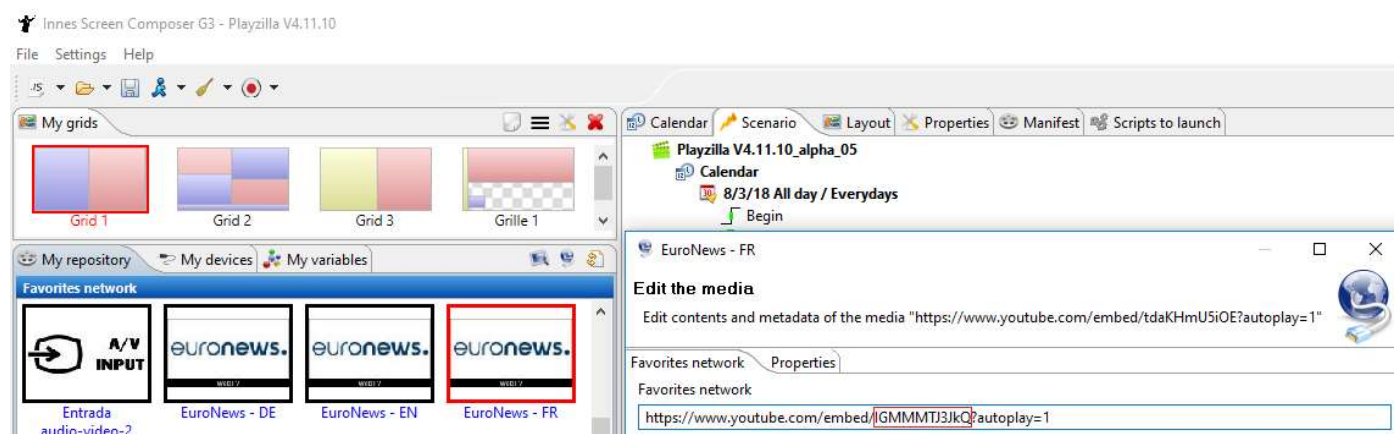 Innes Screen Composer G3 - Playzilla V4.11.10
File Settings Help
JS
My grids
Calendar Scenario Layout Properties Manifest Scripts to launch
Playzilla V4.11.10_alpha_05
Calendar
8/3/18 All day / Everydays
Begin
Grid 1 Grid 2 Grid 3 Grille 1
EuroNews - FR
My repository My devices My variables
Favorites network
Edit the media
Edit contents and metadata of the media "https://www.youtube.com/embed/tdaKHmU5iOE?autoplay=1"
A/V
INPUT
euronews. euronews. euronews.
Favorites network Properties
Favorites network
Entrada
audio-video-2
EuroNews - DE EuroNews - EN EuroNews - FR
https://www.youtube.com/embed/IGMMMTJ3JkQ?autoplay=1